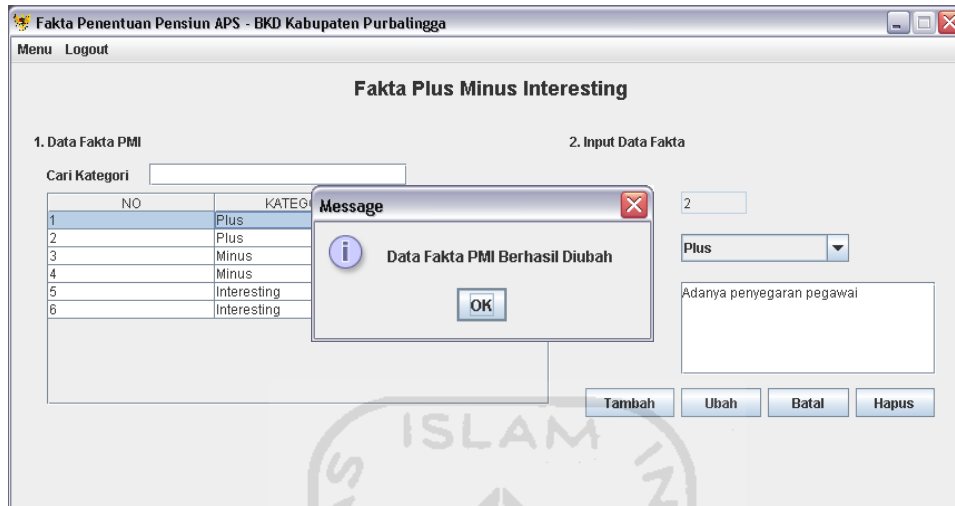 Fakta Penentuan Pensiun APS - BKD Kabupaten Purbalingga
Menu Logout
Fakta Plus Minus Interesting
1. Data Fakta PMI
2. Input Data Fakta
Cari Kategori
NO
1 Plus
2 Plus
3 Minus
4 Minus
5 Interesting
6 Interesting
Message
Data Fakta PMI Berhasil Diubah
OK
2
Plus
Adanya penyegaran pegawai
Tambah Ubah Batal Hapus
ISLAM